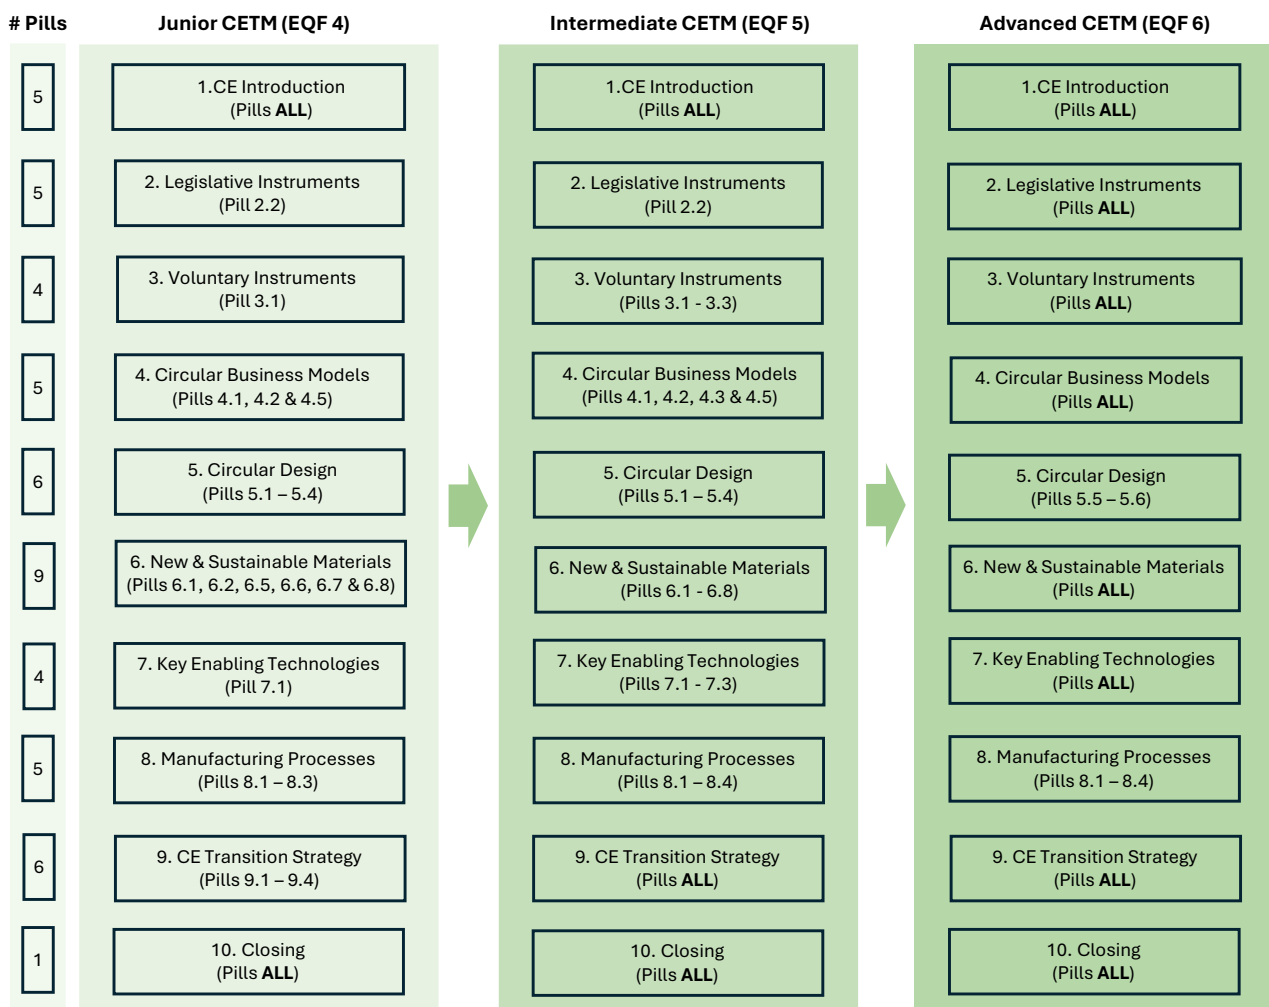 # Pills
Junior CETM (EQF 4)
Intermediate CETM (EQF 5)
Advanced CETM (EQF 6)
5
1.CE Introduction
(Pills ALL)
1.CE Introduction
(Pills ALL)
1.CE Introduction
(Pills ALL)
5
2. Legislative Instruments
(Pill 2.2)
2. Legislative Instruments
(Pill 2.2)
2. Legislative Instruments
(Pills ALL)
4
3. Voluntary Instruments
(Pill 3.1)
3. Voluntary Instruments
(Pills 3.1 - 3.3)
3. Voluntary Instruments
(Pills ALL)
5
4. Circular Business Models
(Pills 4.1, 4.2 & 4.5)
4. Circular Business Models
(Pills 4.1, 4.2, 4.3 & 4.5)
4. Circular Business Models
(Pills ALL)
6
5. Circular Design
(Pills 5.1 – 5.4)
5. Circular Design
(Pills 5.1 – 5.4)
5. Circular Design
(Pills 5.5 – 5.6)
9
6. New & Sustainable Materials
(Pills 6.1, 6.2, 6.5, 6.6, 6.7 & 6.8)
6. New & Sustainable Materials
(Pills 6.1 - 6.8)
6. New & Sustainable Materials
(Pills ALL)
4
7. Key Enabling Technologies
(Pill 7.1)
7. Key Enabling Technologies
(Pills 7.1 - 7.3)
7. Key Enabling Technologies
(Pills ALL)
5
8. Manufacturing Processes
(Pills 8.1 – 8.3)
8. Manufacturing Processes
(Pills 8.1 – 8.4)
8. Manufacturing Processes
(Pills 8.1 – 8.4)
6
9. CE Transition Strategy
(Pills 9.1 – 9.4)
9. CE Transition Strategy
(Pills ALL)
9. CE Transition Strategy
(Pills ALL)
1
10. Closing
(Pills ALL)
10. Closing
(Pills ALL)
10. Closing
(Pills ALL)